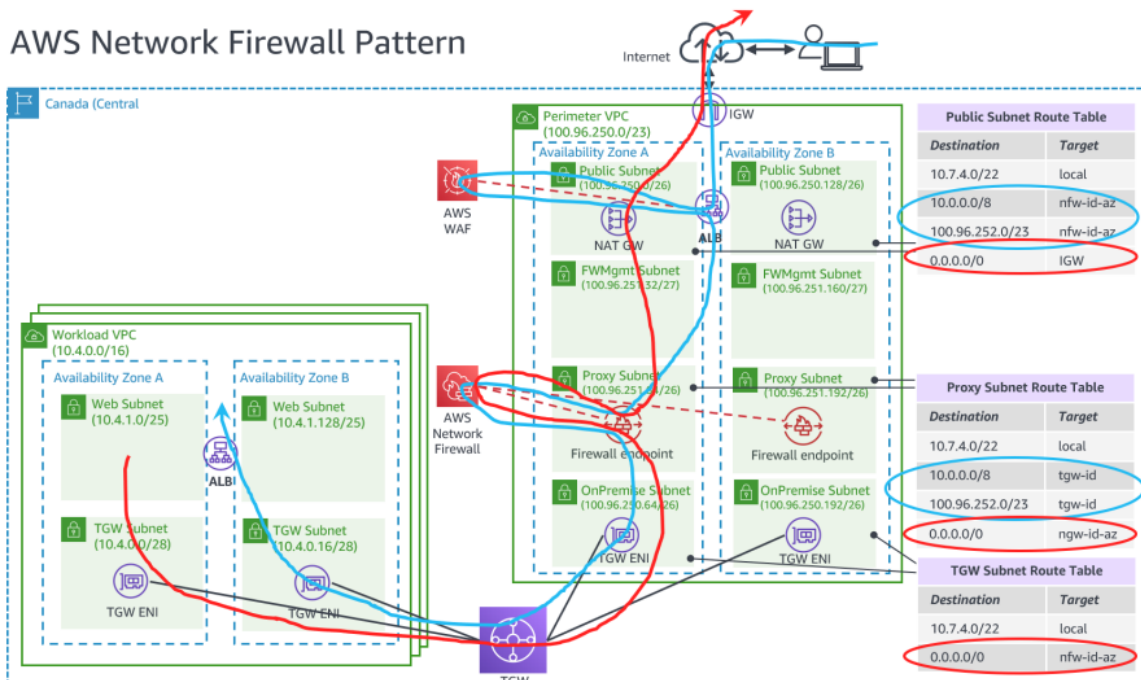 AWS Network Firewall Pattern
Internet
Canada (Central
Perimeter VPC
(100.96.250.0/23)
IGW
Availability Zone A
Public Subnet
(100.96.250.0/26)
NAT GW
FWMgmt Subnet
(100.96.251.32/27)
Proxy Subnet
Firewall endpoint
OnPremise Subnet
(100.96.250.64/26)
TGW ENI
ALB
Availability Zone B
Public Subnet
(100.96.250.128/26)
NAT GW
FWMgmt Subnet
(100.96.251.160/27)
Proxy Subnet
(100.96.251.192/26)
Firewall endpoint
OnPremise Subnet
(100.96.250.192/26)
TGW ENI
AWS
WAF
AWS
Network
Firewall
Workload VPC
(10.4.0.0/16)
Availability Zone A
Web Subnet
(10.4.1.0/25)
TGW Subnet
(10.4.0.0/28)
TGW ENI
ALB
Availability Zone B
Web Subnet
(10.4.1.128/25)
TGW Subnet
(10.4.0.16/28)
TGW ENI
TGW
Public Subnet Route Table
Destination Target
10.7.4.0/22 local
10.0.0.0/8 nfw-id-az
100.96.252.0/23 nfw-id-az
0.0.0.0/0 IGW
Proxy Subnet Route Table
Destination Target
10.7.4.0/22 local
10.0.0.0/8 tgw-id
100.96.252.0/23 tgw-id
0.0.0.0/0 ngw-id-az
TGW Subnet Route Table
Destination Target
10.7.4.0/22 local
0.0.0.0/0 nfw-id-az